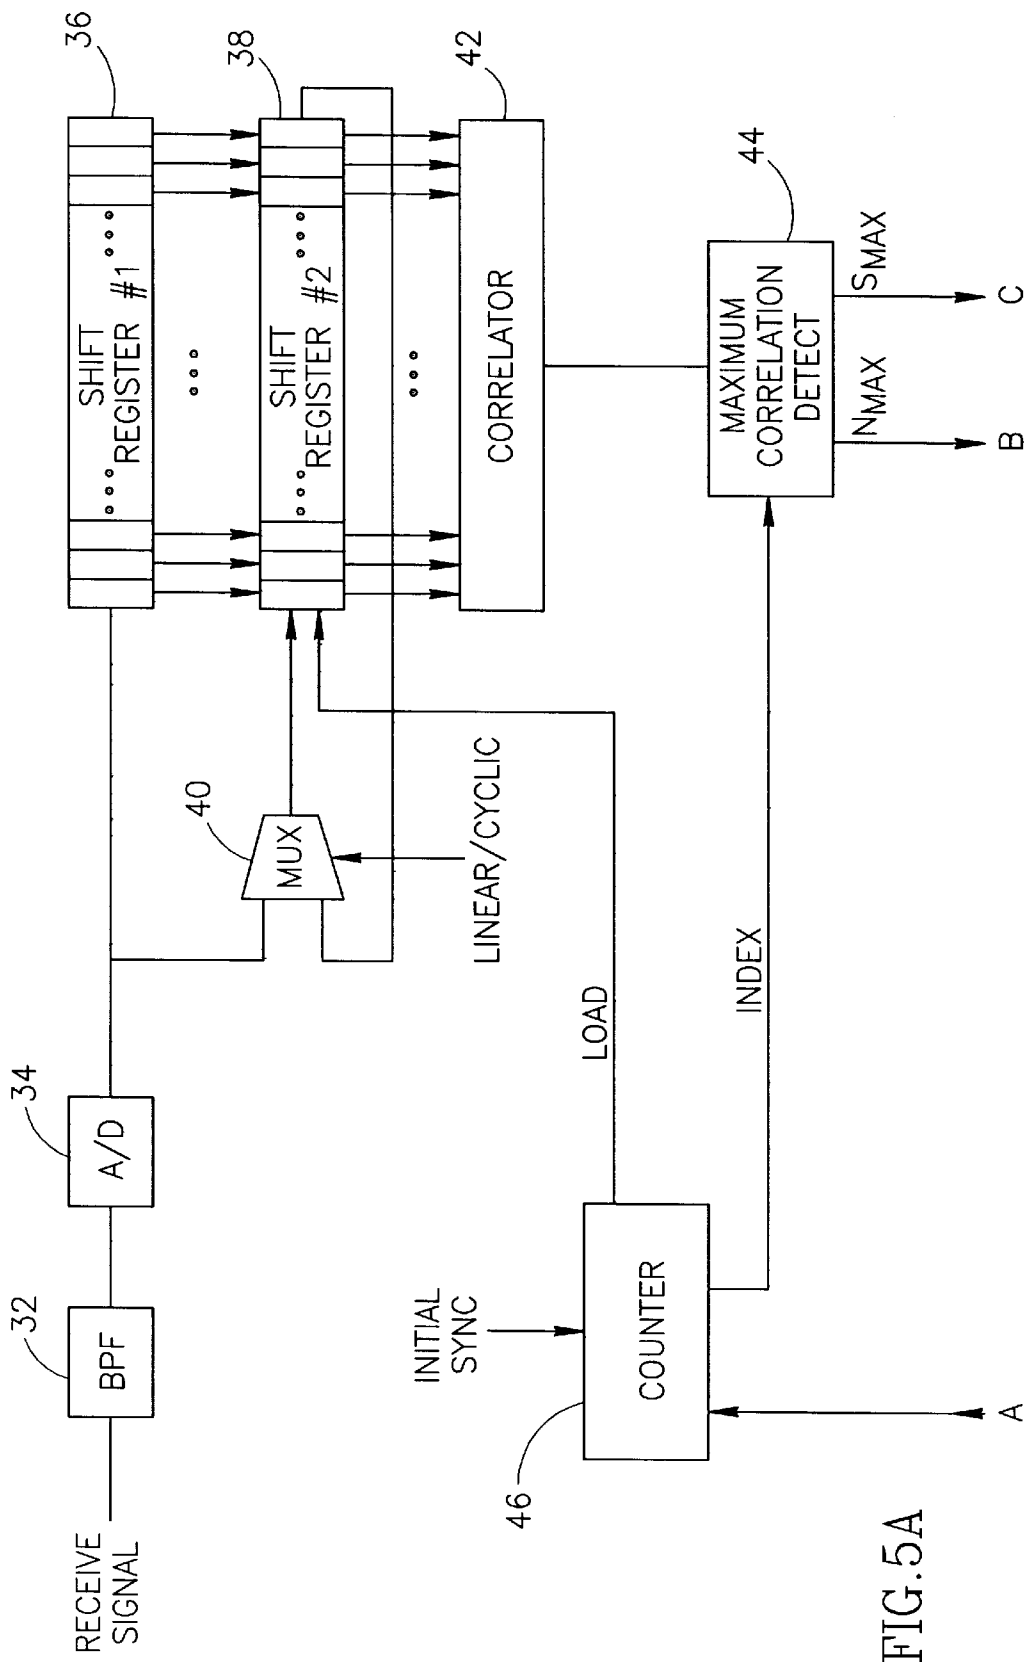 RECEIVE
SIGNAL
32
BPF
34
A/D
36
SHIFT
REGISTER #1
40
MUX
LINEAR/CYCLIC
38
SHIFT
REGISTER #2
42
CORRELATOR
INITIAL
SYNC
46
COUNTER
LOAD
INDEX
44
MAXIMUM
CORRELATION
DETECT
NMAX
SMAX
A
B
C
FIG.5A